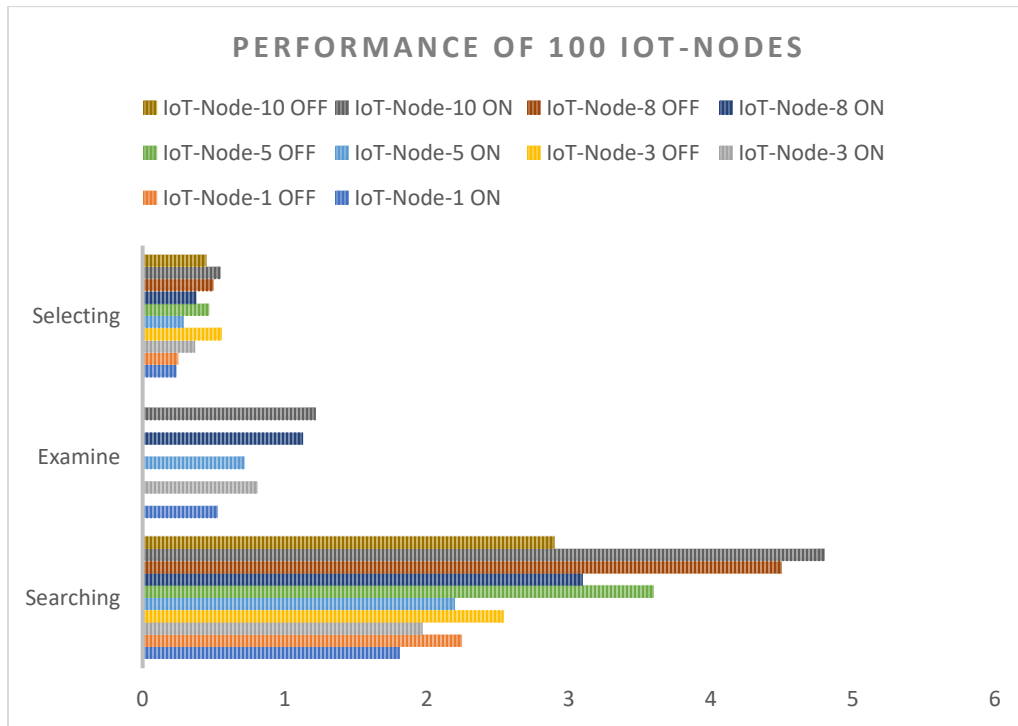 PERFORMANCE OF 100 IOT-NODES
IoT-Node-10 OFF IoT-Node-10 ON IoT-Node-8 OFF IoT-Node-8 ON
IoT-Node-5 OFF IoT-Node-5 ON IoT-Node-3 OFF IoT-Node-3 ON
IoT-Node-1 OFF IoT-Node-1 ON
Selecting
Examine
Searching
0 1 2 3 4 5 6